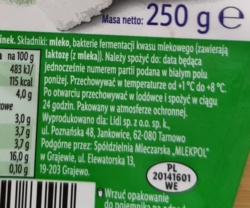 Masa netto: 250 g e
inek. Składniki: mleko, bakterie fermentacji kwasu mlekowego (zawierają
na 100 g laktozę (z mleka)). Należy spożyć do: data będąca
483 kJ/ jednocześnie numerem partii podana w białym polu
115 kcal poniżej. Przechowywać w temperaturze od +1°C do +8°C.
4,0 g Po otwarciu przechowywać w lodówce i spożyć w ciągu
24 godzin. Pakowany w atmosferze ochronnej.
3,0 g Wyprodukowano dla: Lidl sp. z o.o. sp. k.
3,7 g ul. Poznańska 48, Jankowice, 62-080 Tarnowo
3,7 g Podgórne przez: Spółdzielnia Mleczarska „MLEKPOL"
16,0 g w Grajewie, ul. Elewatorska 13,
0,10 g 19-203 Grajewo.
PL
20141601
WE
• Wrzuć opakowanie
do pojemnika na